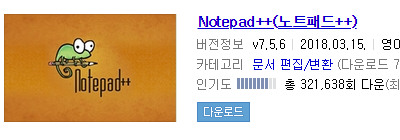 Notepad++
Notepad++(노트패드++)
버전정보 v7.5.6 2018.03.15. 영
카테고리 문서 편집/변환 (다운로드 7
인기도 총 321,638회 다운(최
다운로드